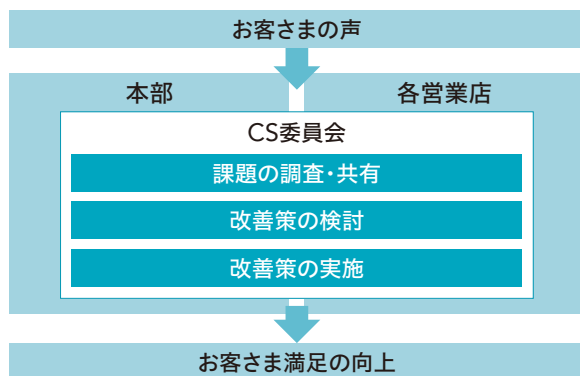 お客さまの声
本部
各営業店
CS委員会
課題の調査・共有
改善策の検討
改善策の実施
お客さま満足の向上